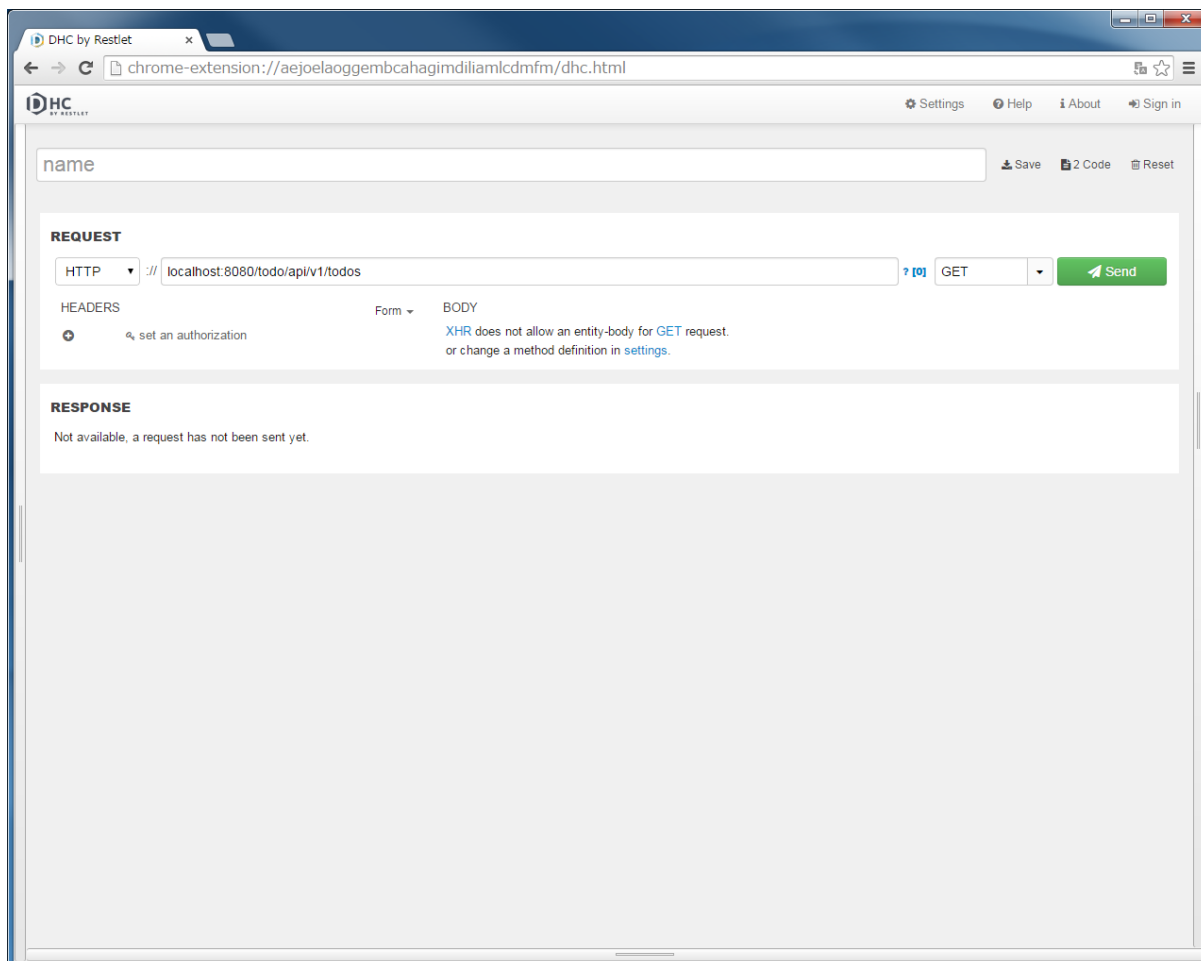 DHC by Restlet
chrome-extension://aejoelaoggembcahagimdiliamlcdmfm/dhc.html
DHC
BY RESTLET
Settings Help About Sign in
name
Save 2 Code Reset
REQUEST
HTTP :// localhost:8080/todo/api/v1/todos ? [0] GET Send
HEADERS Form BODY
set an authorization XHR does not allow an entity-body for GET request.
or change a method definition in settings.
RESPONSE
Not available, a request has not been sent yet.